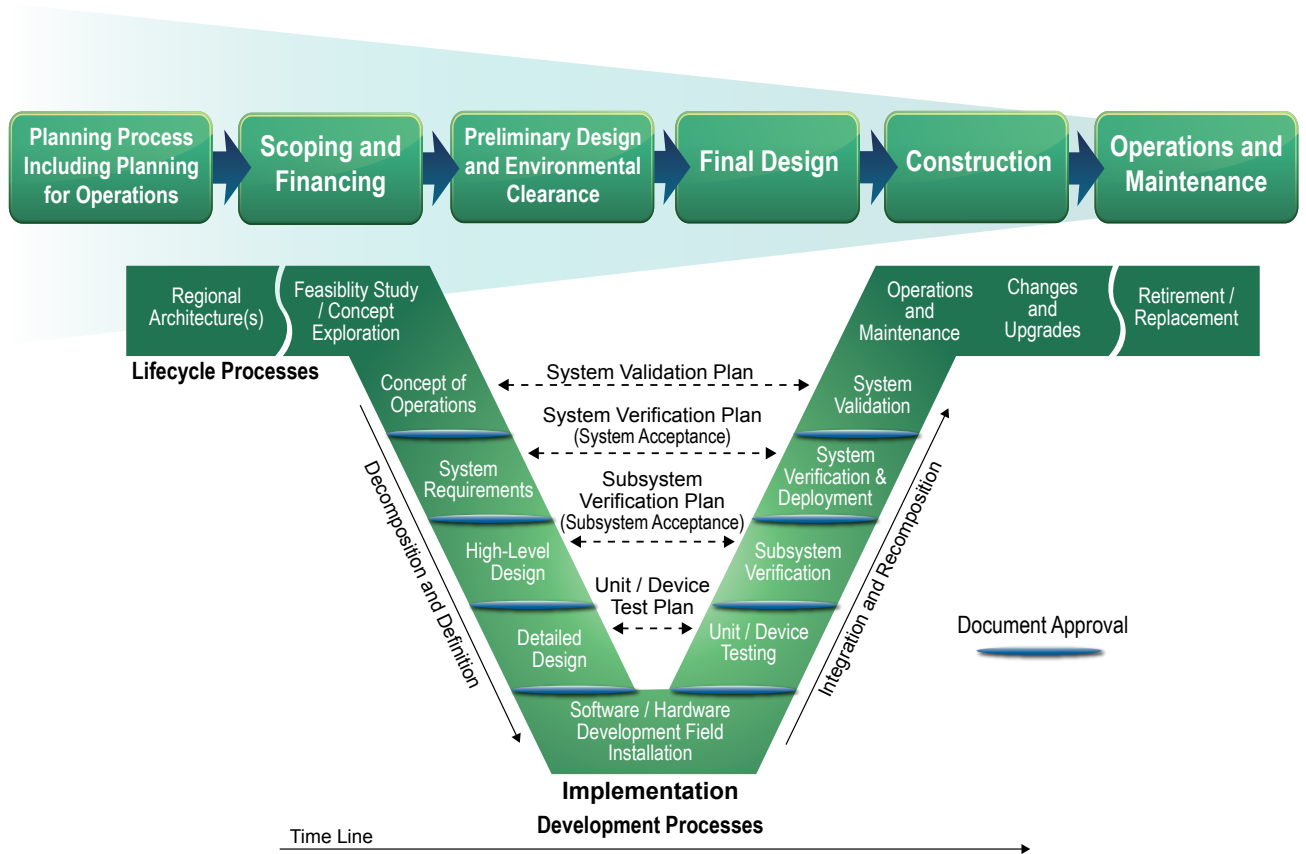 Planning Process
Including Planning
for Operations
Scoping and
Financing
Preliminary Design
and Environmental
Clearance
Final Design
Construction
Operations and
Maintenance
Regional
Architecture(s)
Feasiblity Study
/ Concept
Exploration
Operations
and
Maintenance
Changes
and
Upgrades
Retirement /
Replacement
Lifecycle Processes
Concept of
Operations
System Validation Plan
System
Validation
System Verification Plan
(System Acceptance)
System
Requirements
System
Verification &
Deployment
Subsystem
Verification Plan
(Subsystem Acceptance)
High-Level
Design
Subsystem
Verification
Unit / Device
Test Plan
Detailed
Design
Unit / Device
Testing
Decomposition and Definition
Integration and Recomposition
Document Approval
Software / Hardware
Development Field
Installation
Implementation
Development Processes
Time Line